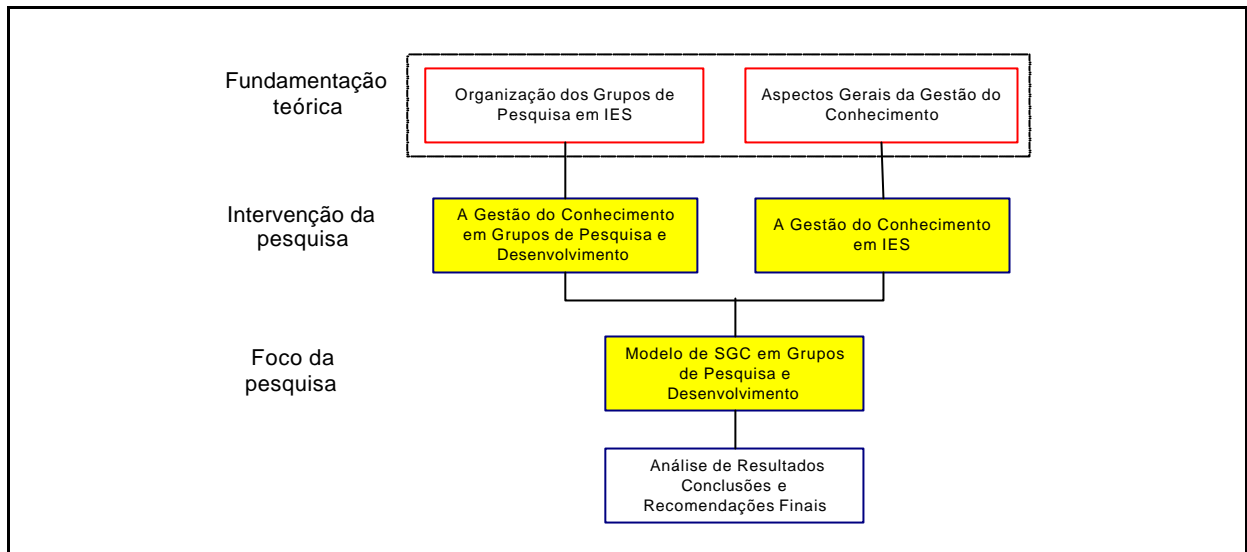 Fundamentação
teórica
Organização dos Grupos de
Pesquisa em IES
Aspectos Gerais da Gestão do
Conhecimento
Intervenção da
pesquisa
A Gestão do Conhecimento
em Grupos de Pesquisa e
Desenvolvimento
A Gestão do Conhecimento
em IES
Foco da
pesquisa
Modelo de SGC em Grupos
de Pesquisa e
Desenvolvimento
Análise de Resultados
Conclusões e
Recomendações Finais